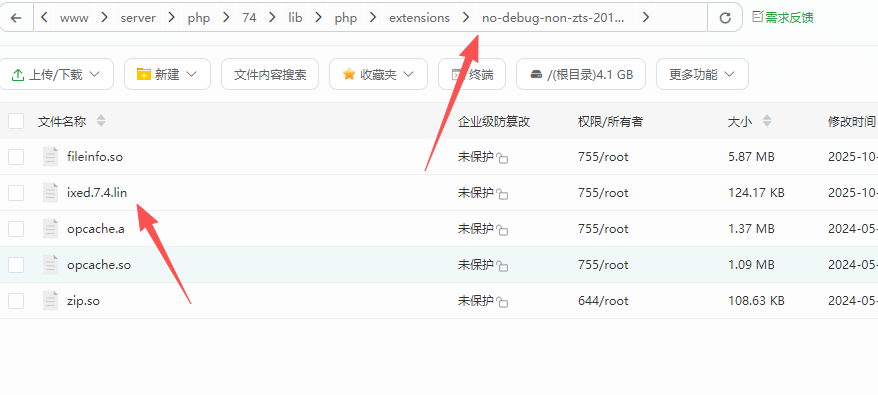 www server php 74 lib php extensions no-debug-non-zts-201... 需求反馈
上传/下载 新建 文件内容搜索 收藏夹 终端 /(根目录)4.1 GB 更多功能
文件名称 企业级防篡改 权限/所有者 大小 修改时间
fileinfo.so 未保护 755/root 5.87 MB 2025-10-
ixed.7.4.lin 未保护 755/root 124.17 KB 2025-10-
opcache.a 未保护 755/root 1.37 MB 2024-05-
opcache.so 未保护 755/root 1.09 MB 2024-05-
zip.so 未保护 644/root 108.63 KB 2024-05-